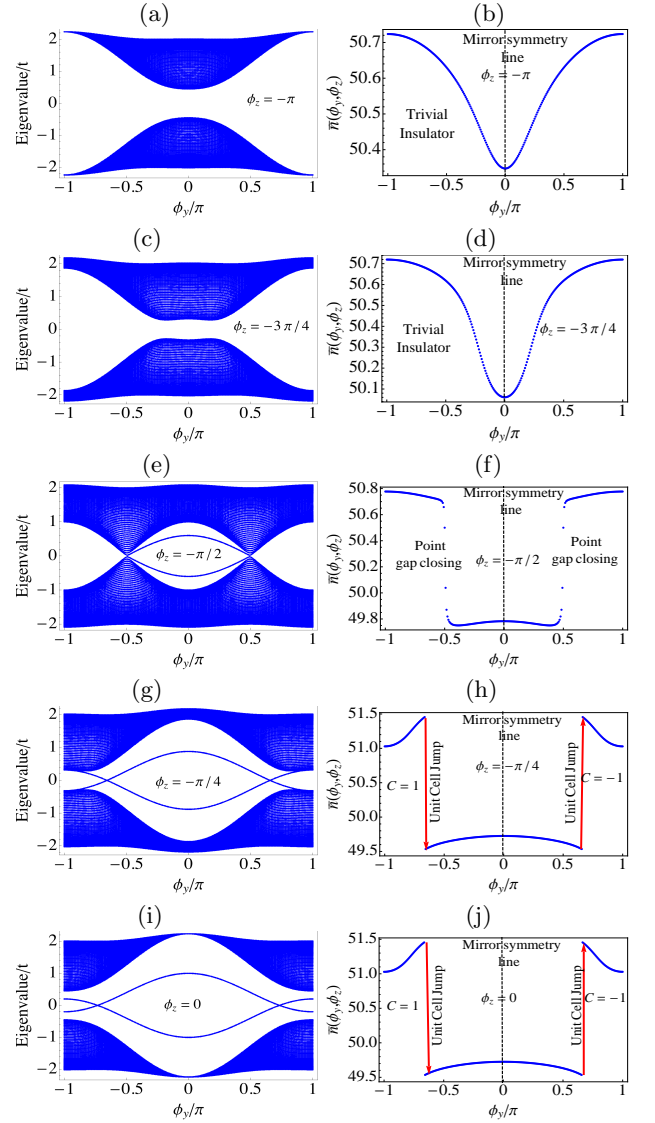 (a)
Eigenvalue/t
2
1
0
−1
−2
ϕz = −π
−1 −0.5 0 0.5 1
ϕy/π
(b)
n̅(ϕy,ϕz)
50.7
50.6
50.5
50.4
Mirror symmetry
line
ϕz = −π
Trivial
Insulator
−1 −0.5 0 0.5 1
ϕy/π
(c)
Eigenvalue/t
2
1
0
−1
−2
ϕz = −3 π/4
−1 −0.5 0 0.5 1
ϕy/π
(d)
n̅(ϕy,ϕz)
50.7
50.6
50.5
50.4
50.3
50.2
50.1
Mirror symmetry
line
Trivial
Insulator
ϕz = −3 π/4
−1 −0.5 0 0.5 1
ϕy/π
(e)
Eigenvalue/t
2
1
0
−1
−2
ϕz = −π/2
−1 −0.5 0 0.5 1
ϕy/π
(f)
n̅(ϕy,ϕz)
50.8
50.6
50.4
50.2
50.0
49.8
Mirror symmetry
line
Point
gap closing
ϕz = −π/2
Point
gap closing
−1 −0.5 0 0.5 1
ϕy/π
(g)
Eigenvalue/t
2
1
0
−1
−2
ϕz = −π/4
−1 −0.5 0 0.5 1
ϕy/π
(h)
n̅(ϕy,ϕz)
51.5
51.0
50.5
50.0
49.5
Mirror symmetry
line
ϕz = −π/4
C = 1
Unit Cell Jump
Unit Cell Jump
C = −1
−1 −0.5 0 0.5 1
ϕy/π
(i)
Eigenvalue/t
2
1
0
−1
−2
ϕz = 0
−1 −0.5 0 0.5 1
ϕy/π
(j)
n̅(ϕy,ϕz)
51.5
51.0
50.5
50.0
49.5
Mirror symmetry
line
ϕz = 0
C = 1
Unit Cell Jump
Unit Cell Jump
C = −1
−1 −0.5 0 0.5 1
ϕy/π